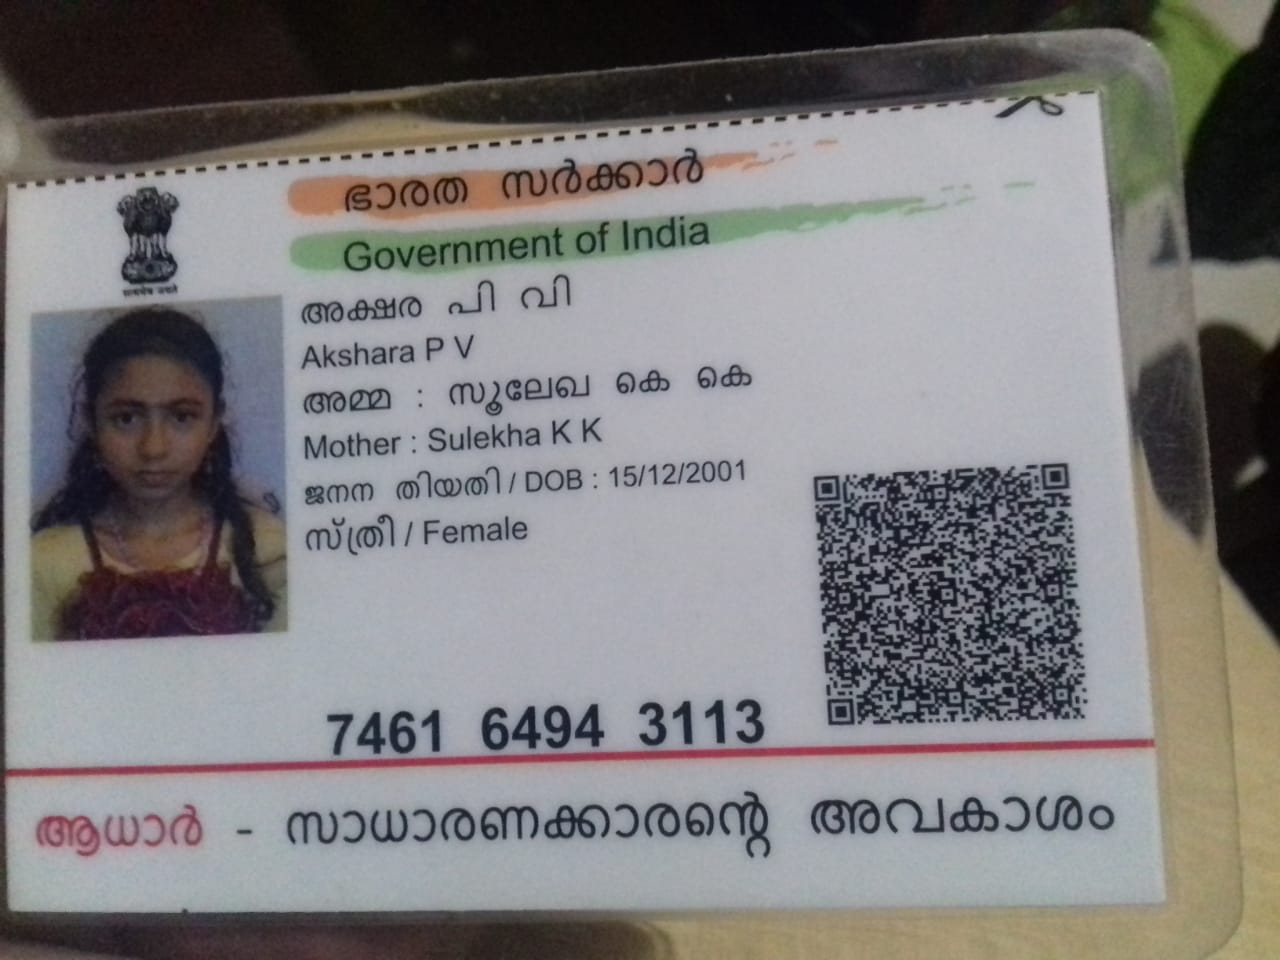 ഭാരത സർക്കാർ
Government of India
അക്ഷര പി വി
Akshara P V
അമ്മ : സൂലേഖ കെ കെ
Mother : Sulekha K K
ജനന തിയതി / DOB : 15/12/2001
സ്ത്രീ / Female
7461 6494 3113
ആധാർ - സാധാരണക്കാരന്റെ അവകാശം